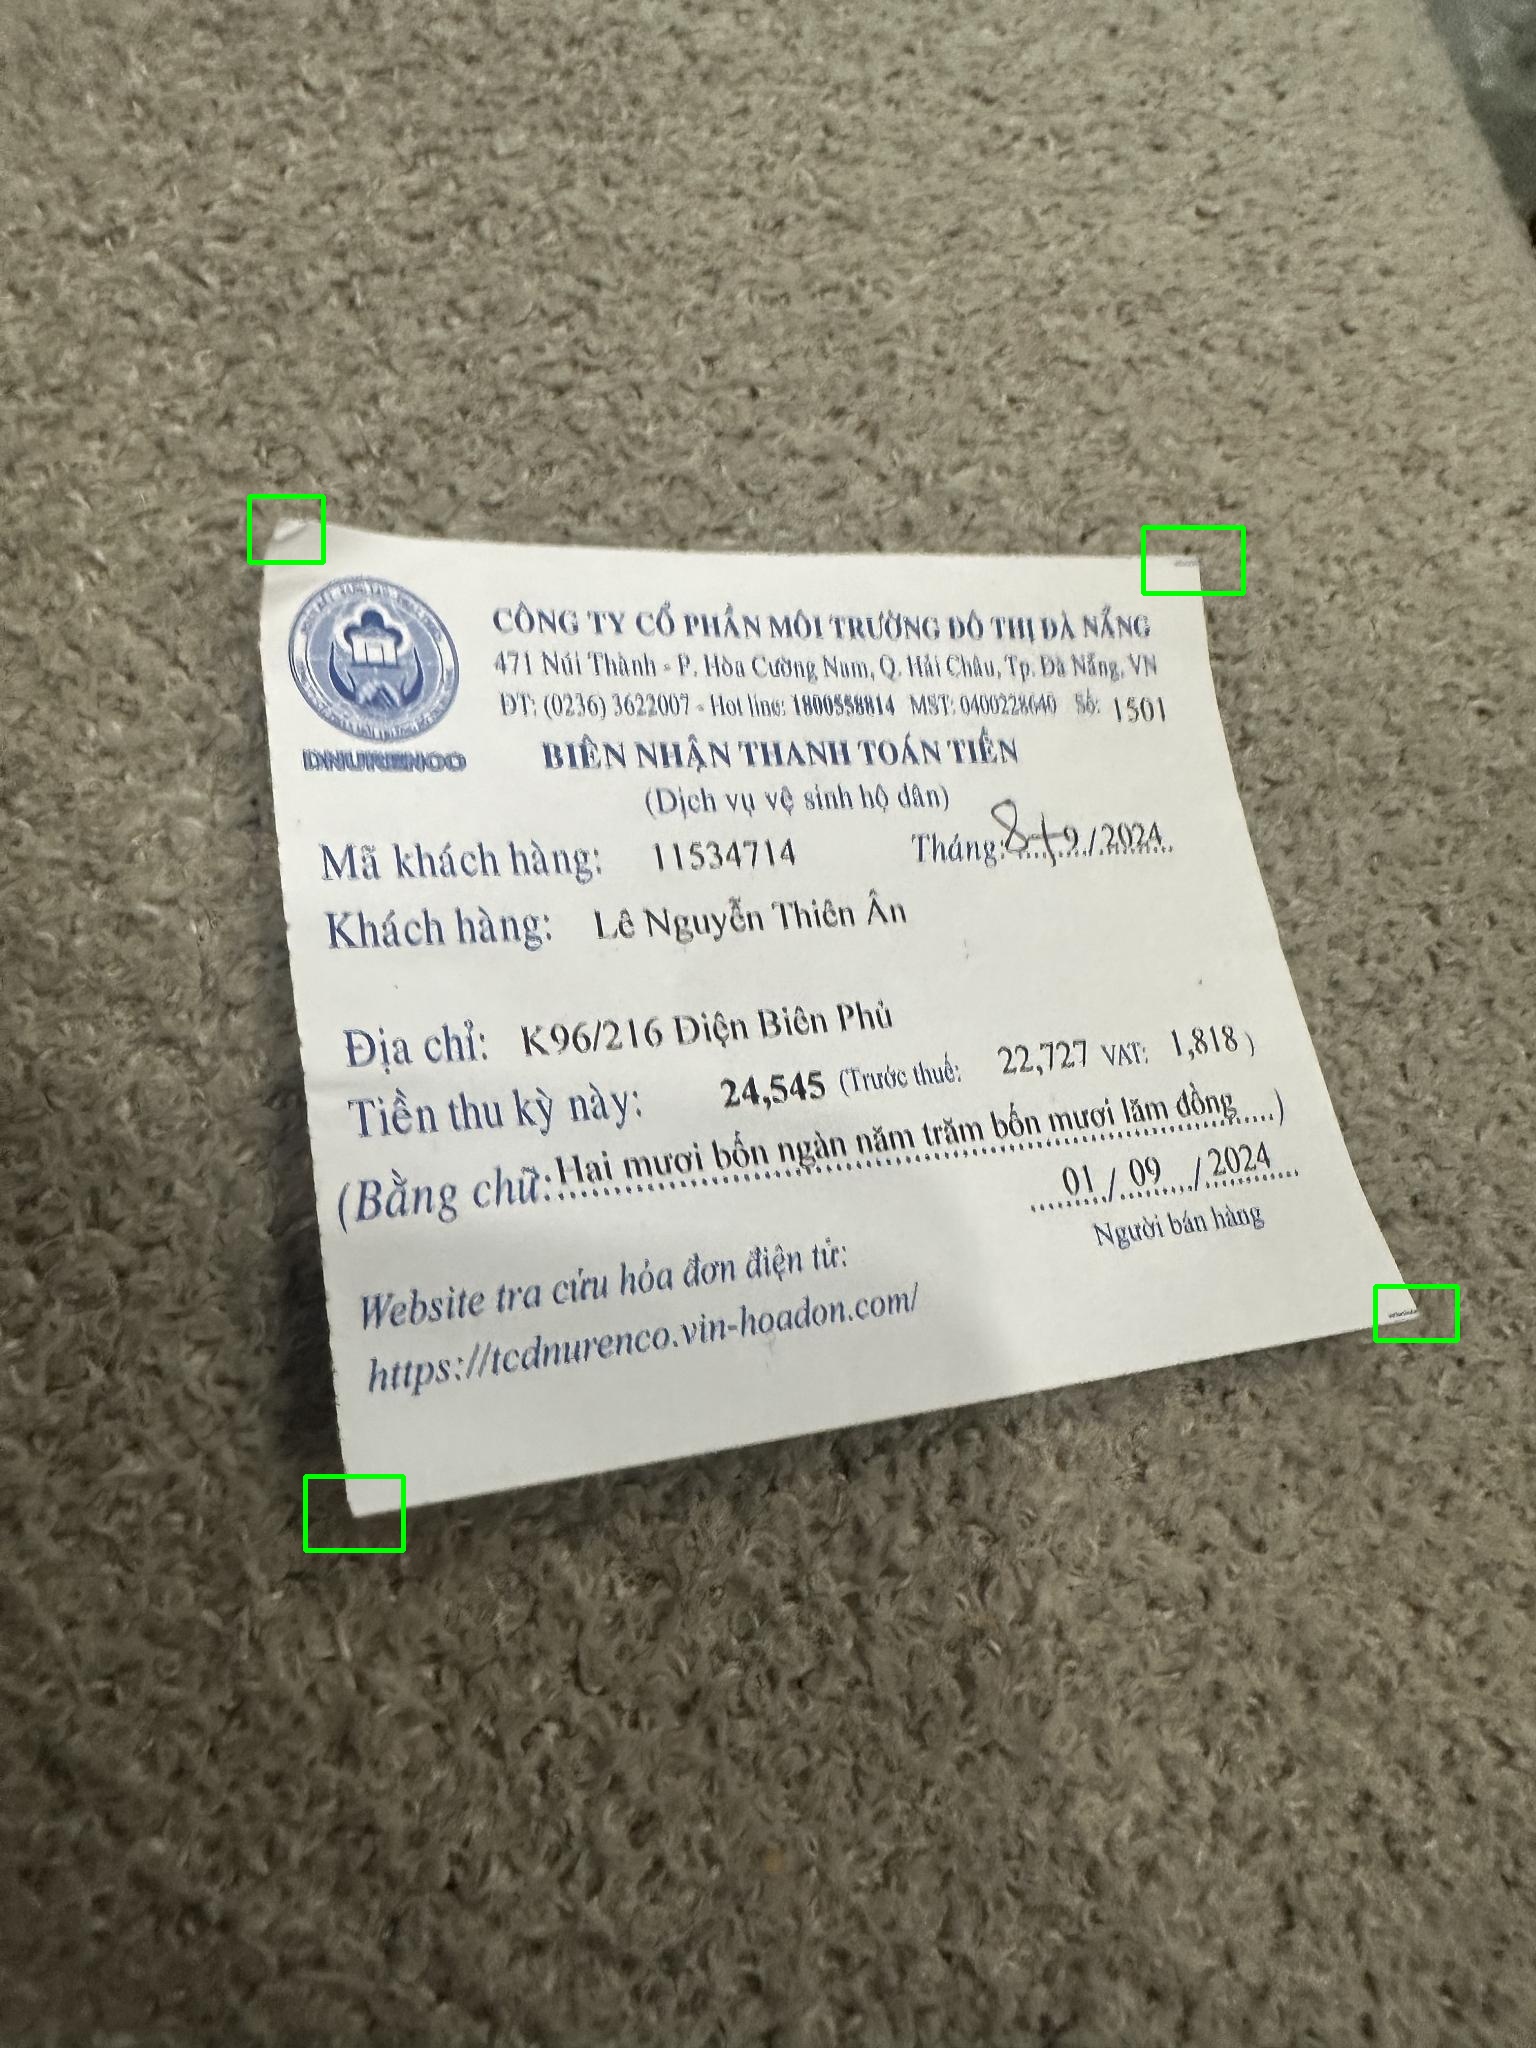 CÔNG TY CỔ PHẦN MÔI TRƯỜNG ĐÔ THỊ ĐÀ NẴNG
471 Núi Thành - P. Hòa Cường Nam, Q. Hải Châu, Tp. Đà Nẵng, VN
ĐT: (0236) 3622007 - Hot line: 1800558814 MST: 0400228640 Số: 1501
DNURENCO
BIÊN NHẬN THANH TOÁN TIỀN
(Dịch vụ vệ sinh hộ dân)
Mã khách hàng: 11534714 Tháng: 8+9/2024
Khách hàng: Lê Nguyễn Thiên Ân
Địa chỉ: K96/216 Điện Biên Phủ
Tiền thu kỳ này: 24,545 (Trước thuế: 22,727 VAT: 1,818 )
(Bằng chữ: Hai mươi bốn ngàn năm trăm bốn mươi lăm đồng.....)
01 / 09 / 2024
Người bán hàng
Website tra cứu hóa đơn điện tử:
https://tcdnurenco.vin-hoadon.com/